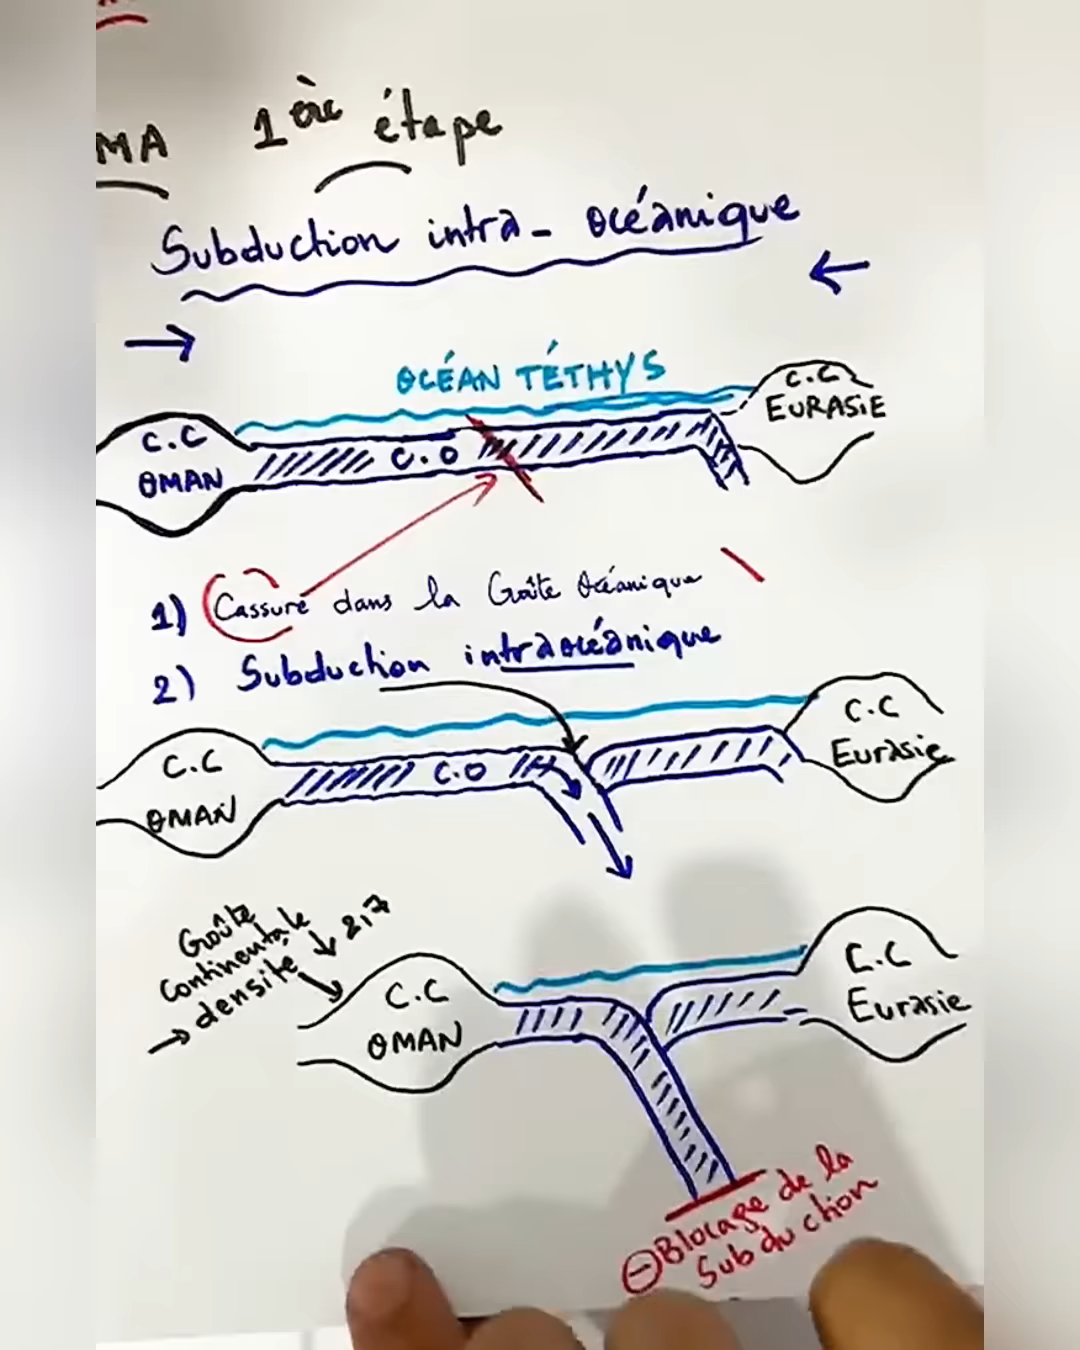 MA 1ère étape
Subduction intra-océanique
OCÉAN TÉTHYS
C.C
EURASIE
C.C
OMAN
C.O
1) Cassure dans la Croûte Océanique
2) Subduction intraocéanique
C.C
Eurasie
C.C
OMAN
C.O
Croûte
continentale
densité 2,7
C.C
OMAN
C.C
Eurasie
Blocage de la
Subduction